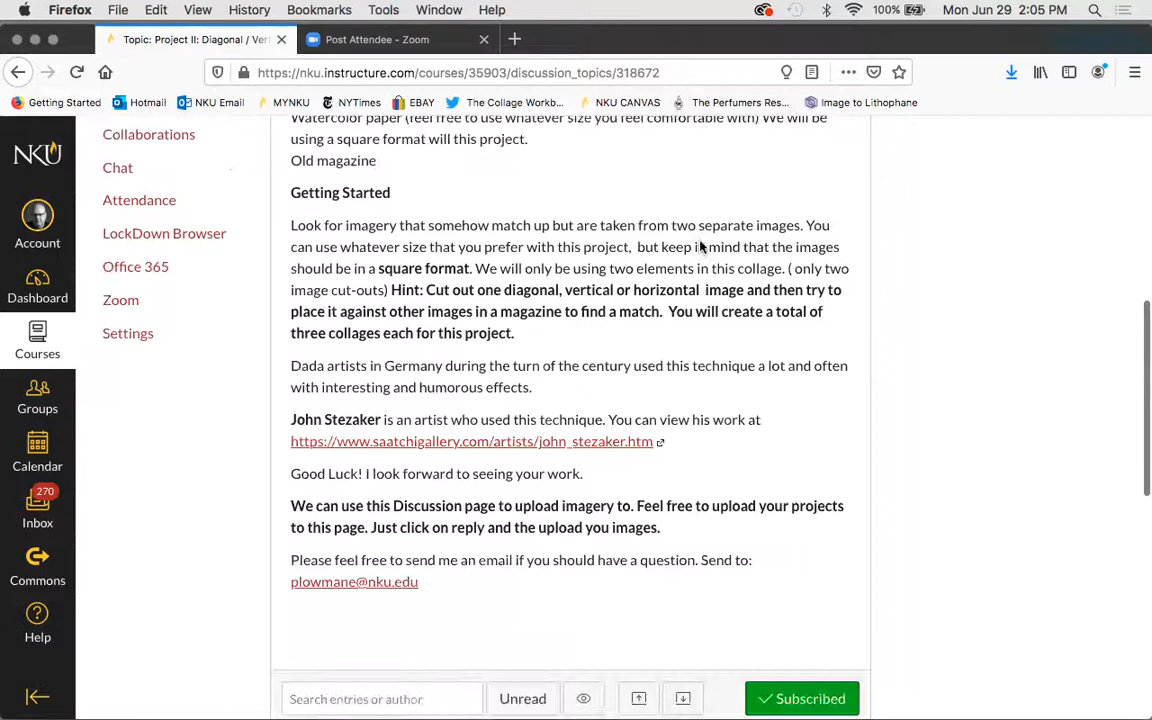 Firefox File Edit View History Bookmarks Tools Window Help 100% Mon Jun 29 2:05 PM
Topic: Project II: Diagonal / Vert
Post Attendee - Zoom
https://nku.instructure.com/courses/35903/discussion_topics/318672
Getting Started Hotmail NKU Email MYNKU NYTimes EBAY The Collage Workb... NKU CANVAS The Perfumers Res... Image to Lithophane
NKU
Account
Dashboard
Courses
Groups
Calendar
270
Inbox
Commons
Help
Collaborations
Chat
Attendance
LockDown Browser
Office 365
Zoom
Settings
Watercolor paper (feel free to use whatever size you feel comfortable with) We will be
using a square format will this project.
Old magazine
Getting Started
Look for imagery that somehow match up but are taken from two separate images. You
can use whatever size that you prefer with this project, but keep in mind that the images
should be in a square format. We will only be using two elements in this collage. ( only two
image cut-outs) Hint: Cut out one diagonal, vertical or horizontal image and then try to
place it against other images in a magazine to find a match. You will create a total of
three collages each for this project.
Dada artists in Germany during the turn of the century used this technique a lot and often
with interesting and humorous effects.
John Stezaker is an artist who used this technique. You can view his work at
https://www.saatchigallery.com/artists/john_stezaker.htm
Good Luck! I look forward to seeing your work.
We can use this Discussion page to upload imagery to. Feel free to upload your projects
to this page. Just click on reply and the upload you images.
Please feel free to send me an email if you should have a question. Send to:
plowmane@nku.edu
Search entries or author Unread Subscribed